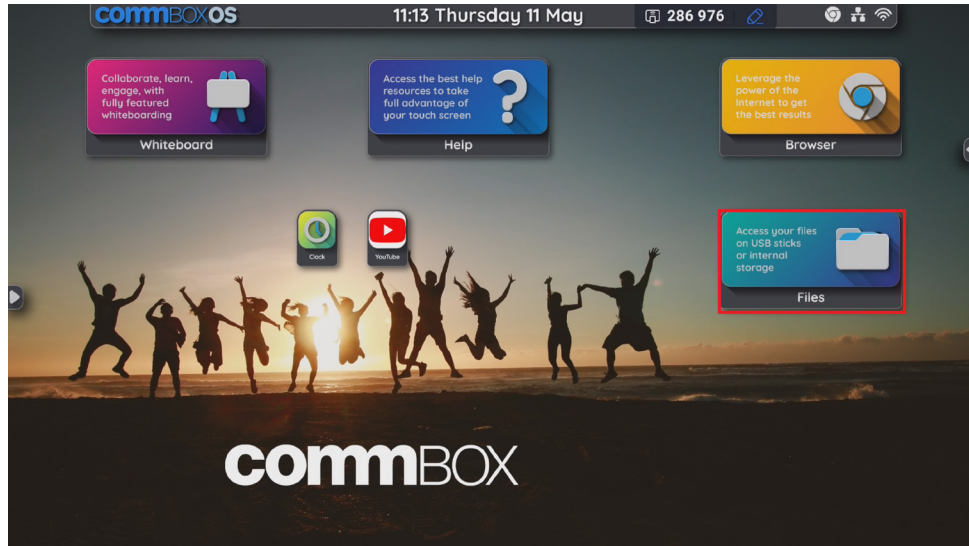 commBOXOS
11:13 Thursday 11 May
286 976
Collaborate, learn,
engage, with
fully featured
whiteboarding
Whiteboard
Access the best help
resources to take
full advantage of
your touch screen
Help
Leverage the
power of the
Internet to get
the best results
Browser
Clock
YouTube
Access your files
on USB sticks
or internal
storage
Files
commBOX